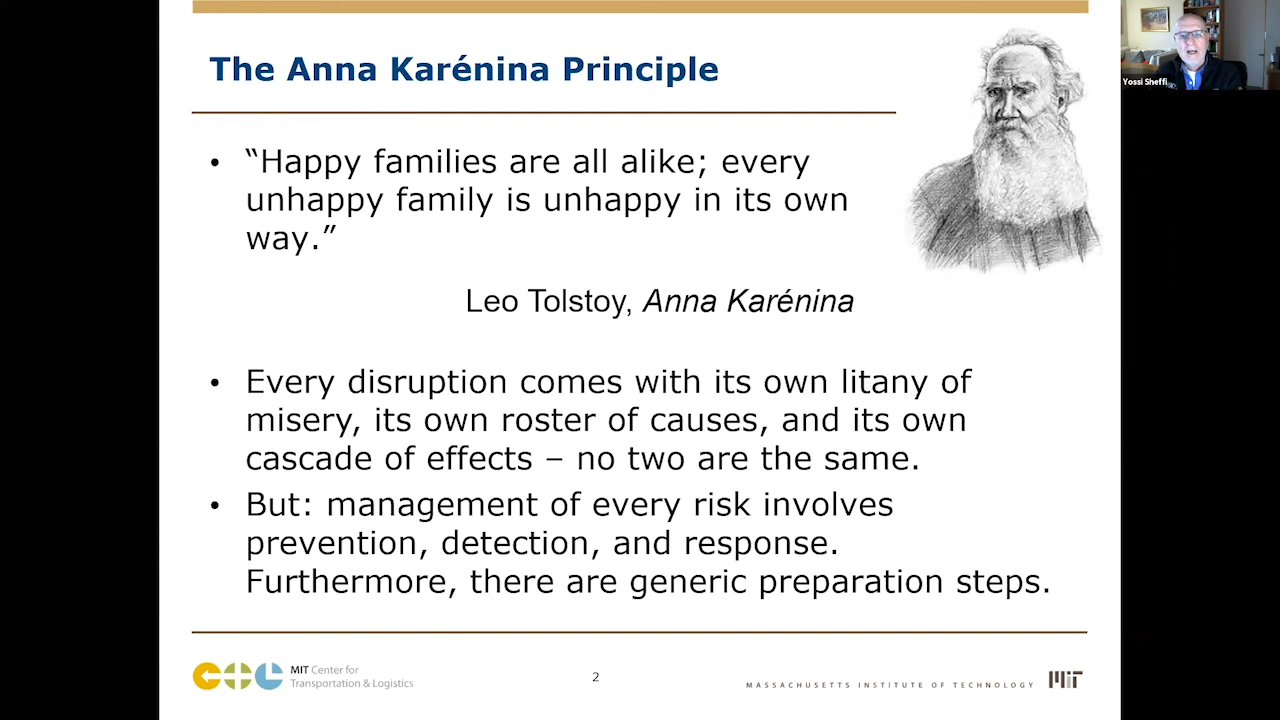 The Anna Karénina Principle
Yossi Sheffi
• “Happy families are all alike; every
unhappy family is unhappy in its own
way.”
Leo Tolstoy, Anna Karénina
• Every disruption comes with its own litany of
misery, its own roster of causes, and its own
cascade of effects – no two are the same.
• But: management of every risk involves
prevention, detection, and response.
Furthermore, there are generic preparation steps.
MIT Center for
Transportation & Logistics
2
MASSACHUSETTS INSTITUTE OF TECHNOLOGY
MIT